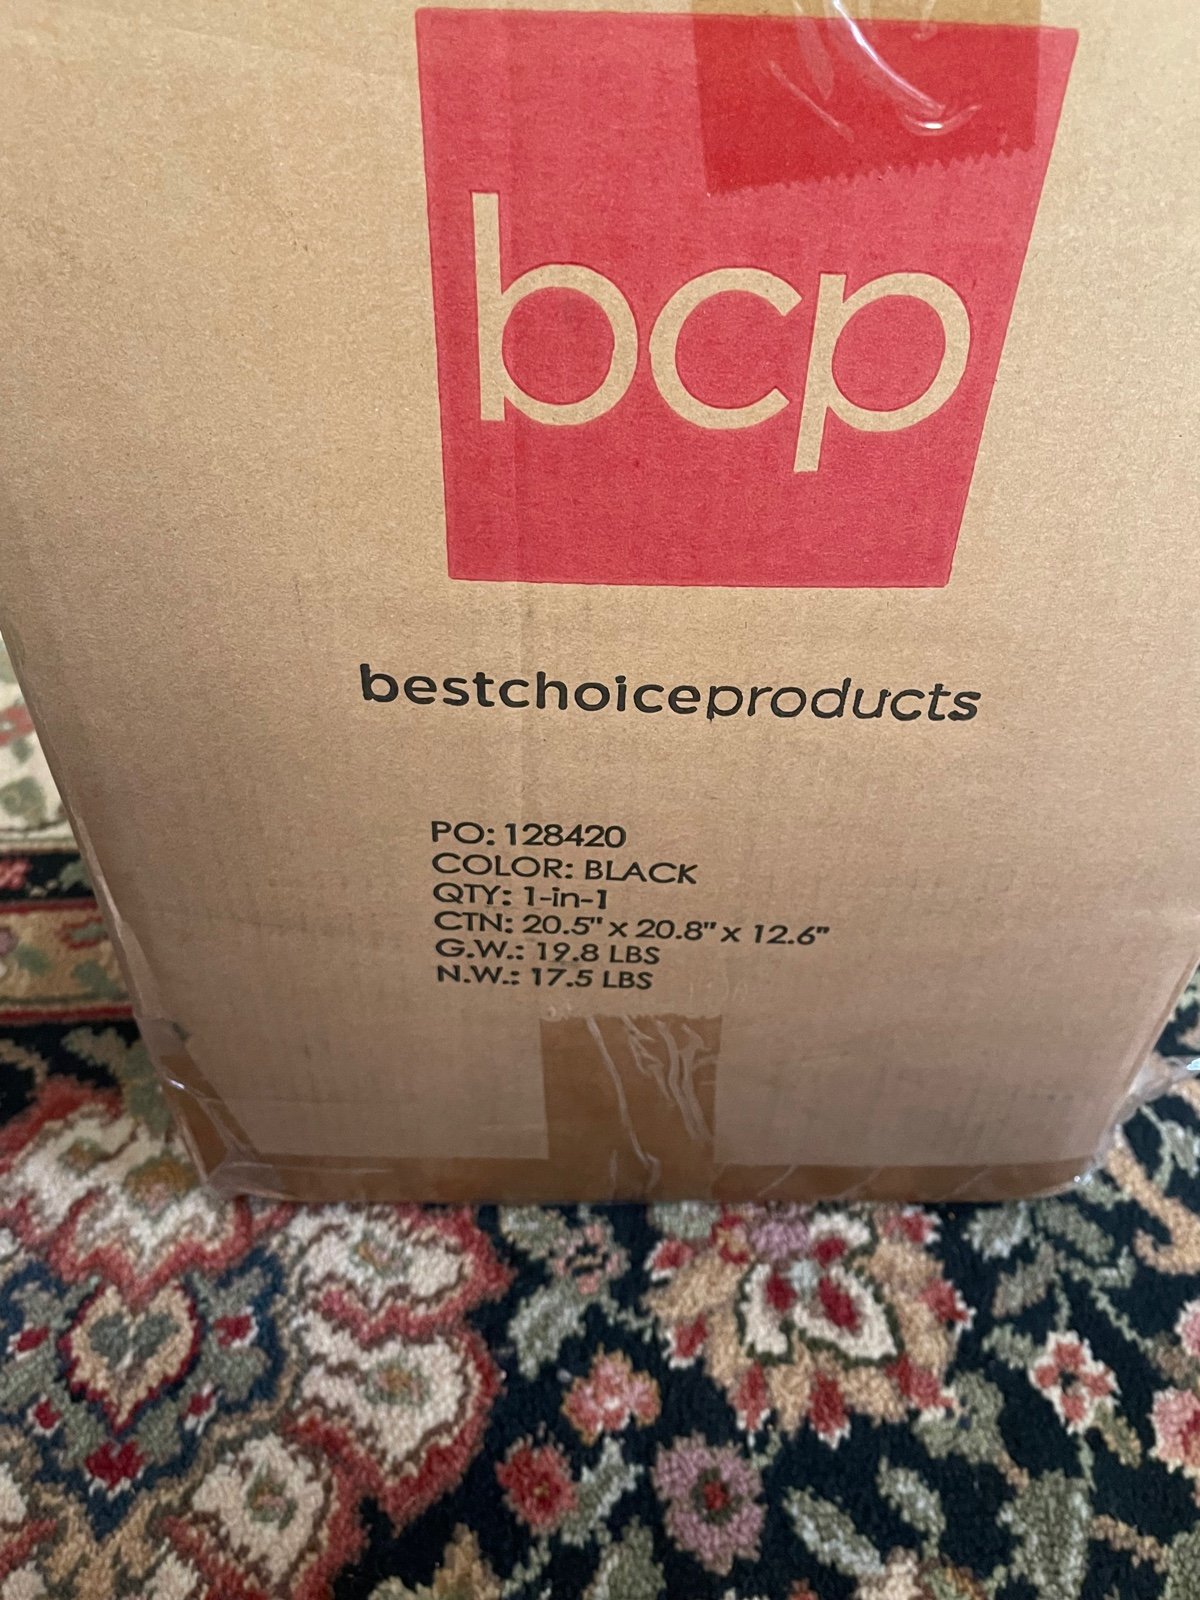 bcp
bestchoiceproducts
PO: 128420
COLOR: BLACK
QTY: 1-in-1
CTN: 20.5" x 20.8" x 12.6"
G.W.: 19.8 LBS
N.W.: 17.5 LBS